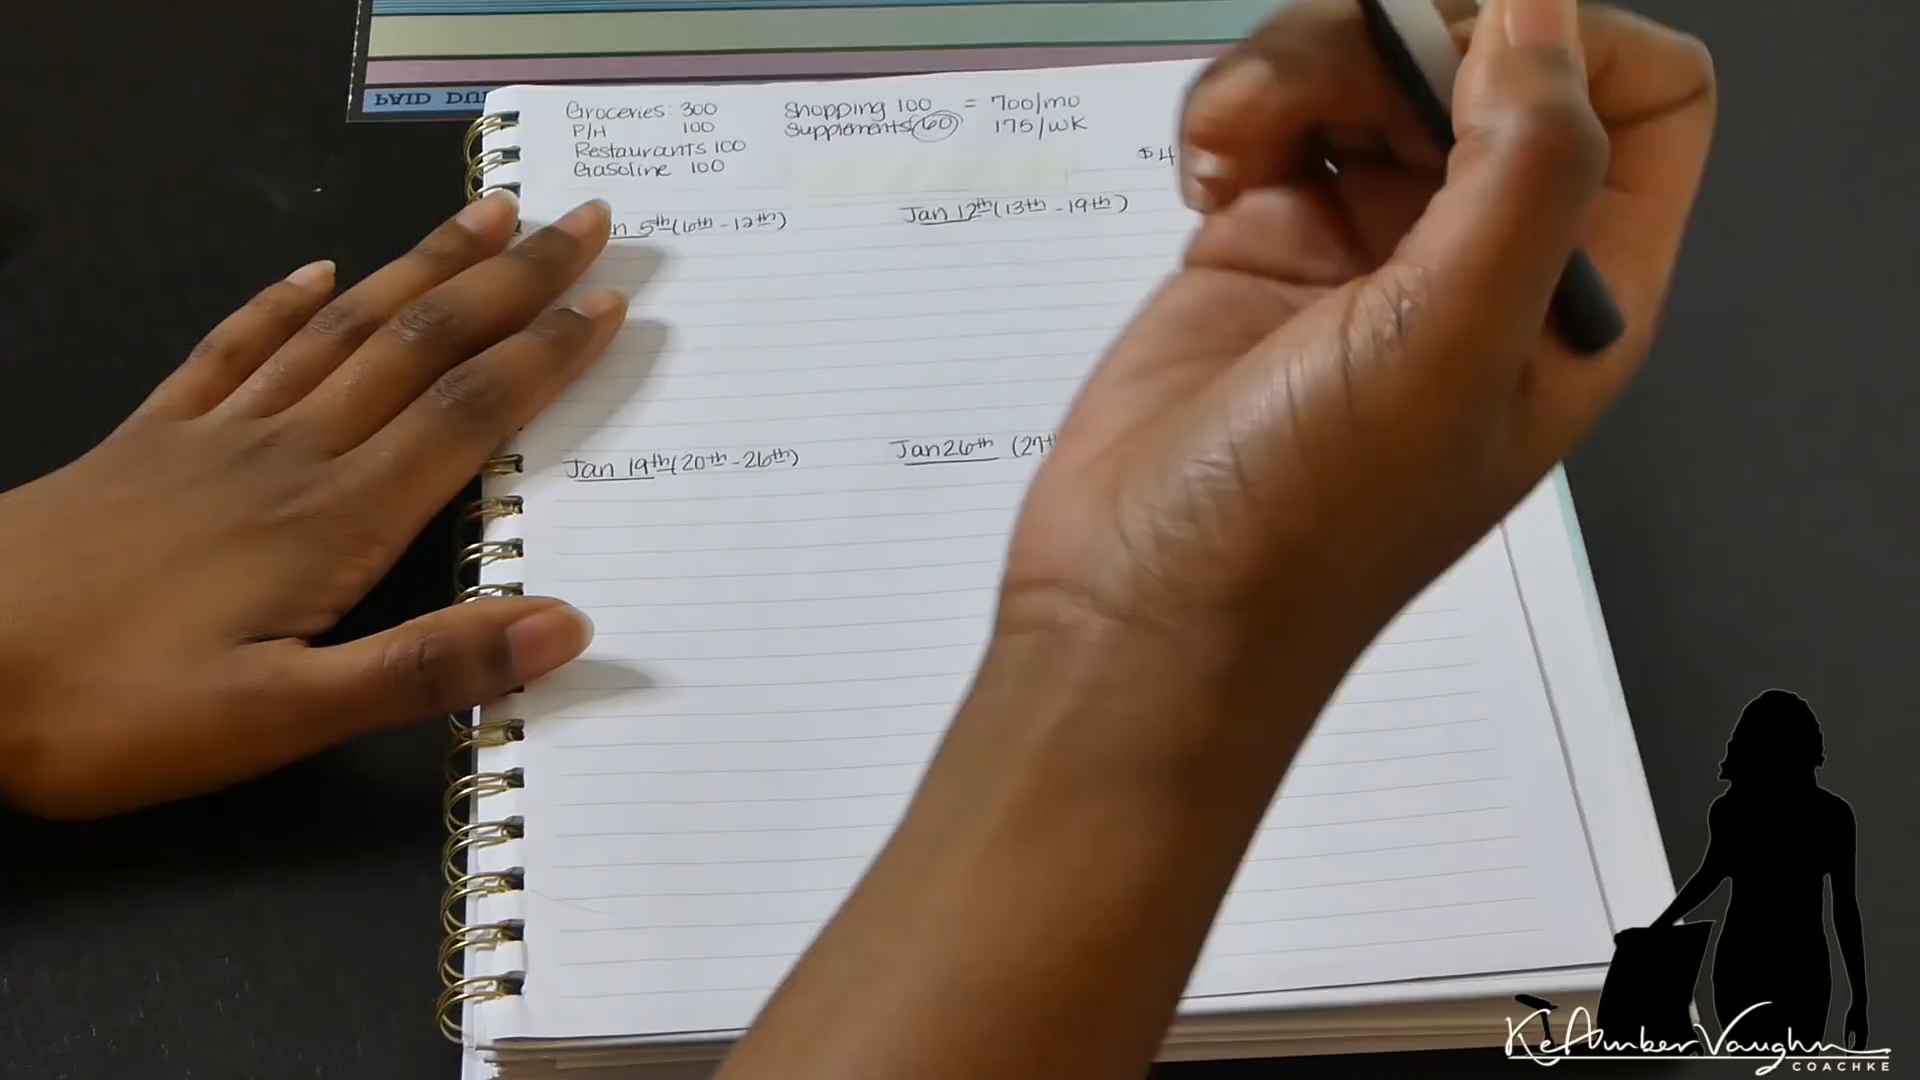 PAID DU
Groceries: 300
P/H 100
Restaurants 100
Gasoline 100
Shopping 100 = 700/mo
Supplements 60 175/wk
$4
n 5th (6th - 12th)
Jan 12th (13th - 19th)
Jan 19th (20th - 26th)
Jan 26th (27th
KeAmber Vaughn
COACHKE